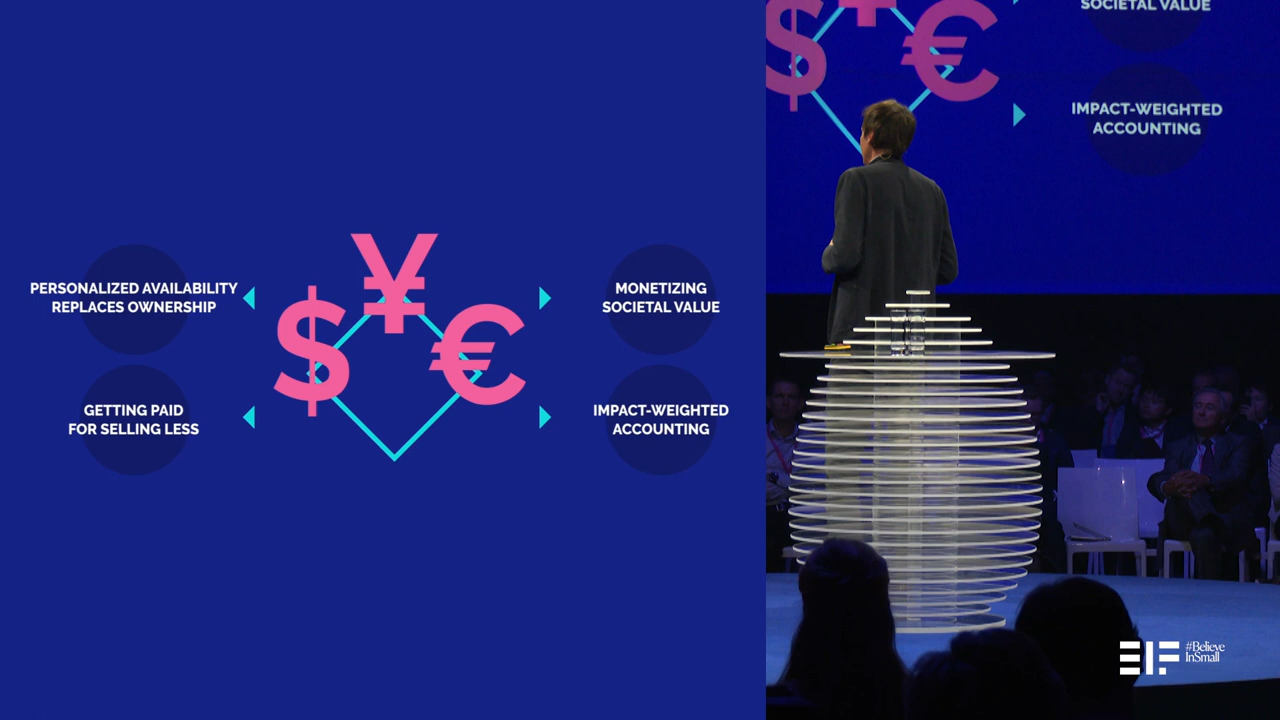 PERSONALIZED AVAILABILITY
REPLACES OWNERSHIP
GETTING PAID
FOR SELLING LESS
¥
$
€
MONETIZING
SOCIETAL VALUE
IMPACT-WEIGHTED
ACCOUNTING
SOCIETAL VALUE
$
¥
€
IMPACT-WEIGHTED
ACCOUNTING
EIF
#Believe
InSmall